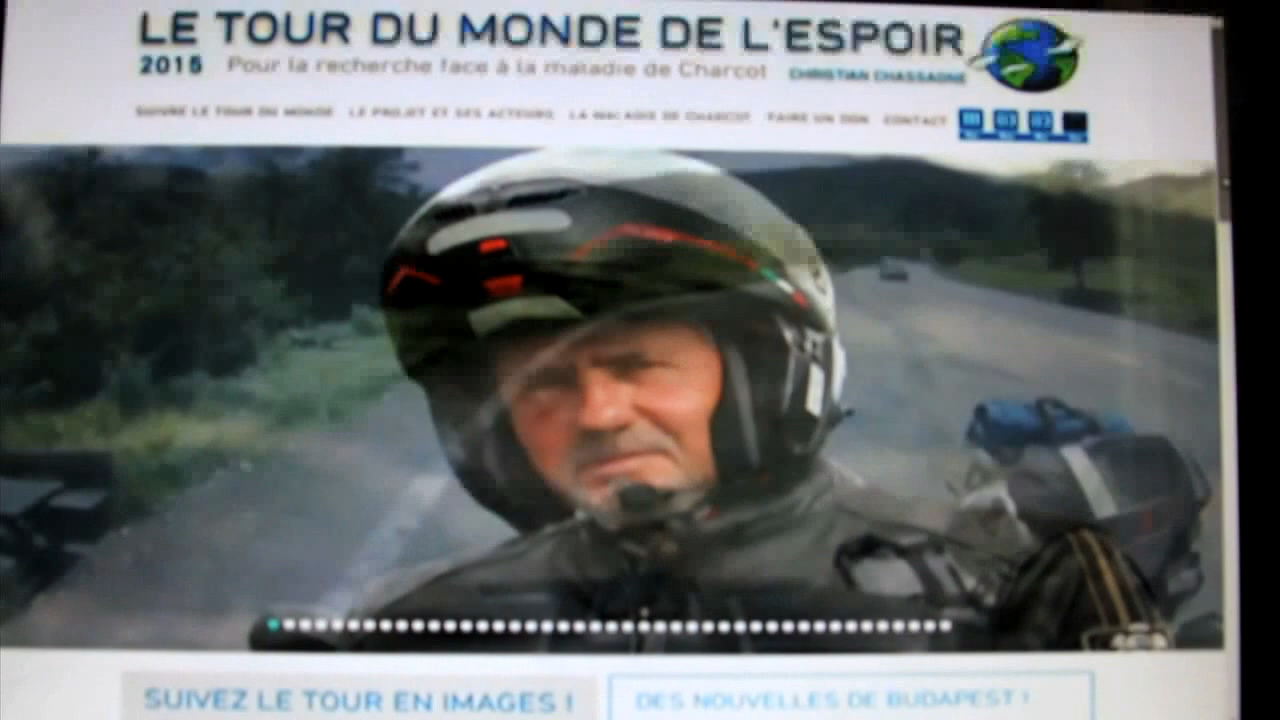 LE TOUR DU MONDE DE L'ESPOIR
2015 Pour la recherche face à la maladie de Charcot CHRISTIAN CHASSAGNE
SUIVRE LE TOUR DU MONDE LE PROJET ET SES ACTEURS LA MALADIE DE CHARCOT FAIRE UN DON CONTACT
SUIVEZ LE TOUR EN IMAGES !
DES NOUVELLES DE BUDAPEST !